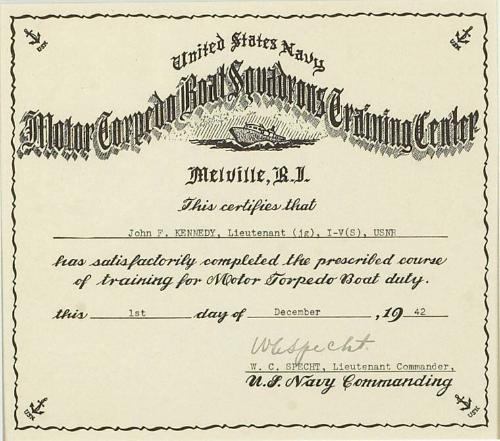 United States Navy
Motor Torpedo Boat Squadrons Training Center
Melville, R.I.
This certifies that
John F. KENNEDY, Lieutenant (jg), I-V(S), USNR
has satisfactorily completed the prescribed course
of training for Motor Torpedo Boat duty.
this 1st day of December , 19 42
W C Specht.
W. C. SPECHT, Lieutenant Commander,
U.S. Navy Commanding